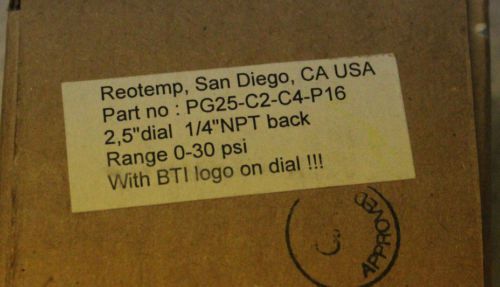 Reotemp, San Diego, CA USA
Part no : PG25-C2-C4-P16
2,5"dial 1/4"NPT back
Range 0-30 psi
With BTI logo on dial !!!
APPROVED